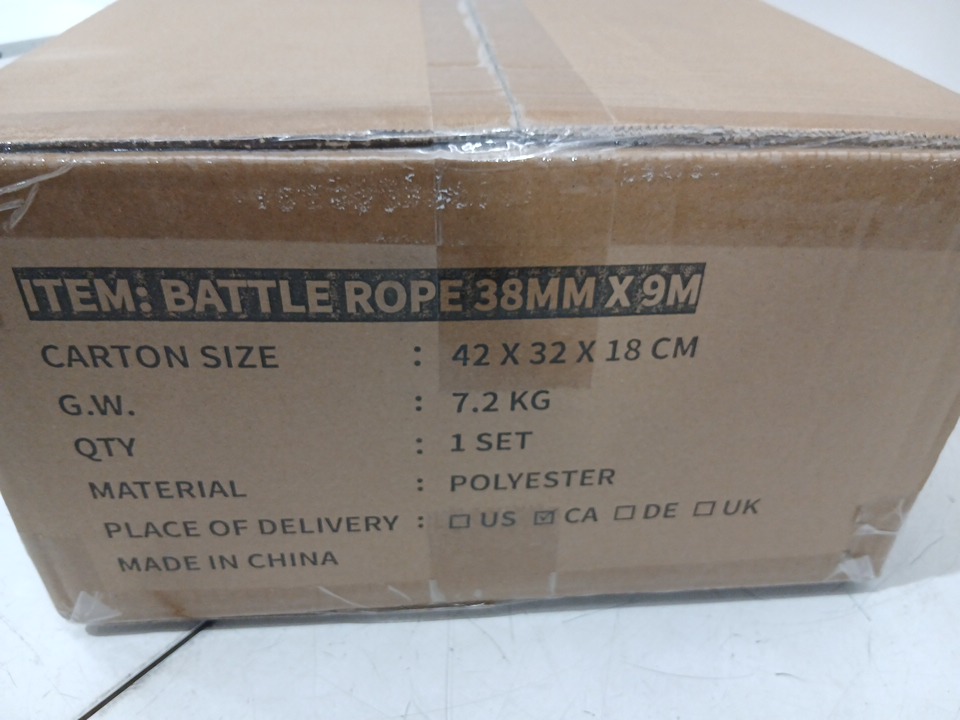 ITEM: BATTLE ROPE 38MM X 9M
CARTON SIZE : 42 X 32 X 18 CM
G.W. : 7.2 KG
QTY : 1 SET
MATERIAL : POLYESTER
PLACE OF DELIVERY : ☐ US ☑ CA ☐ DE ☐ UK
MADE IN CHINA